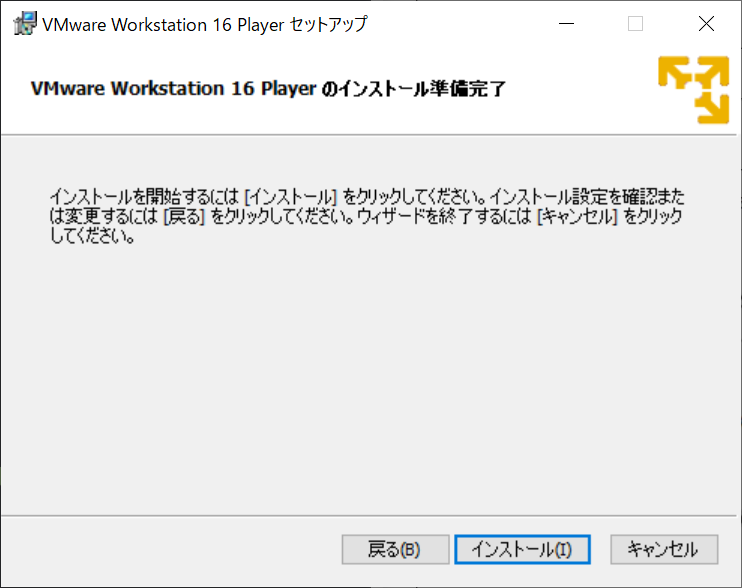 VMware Workstation 16 Player セットアップ
VMware Workstation 16 Player のインストール準備完了
インストールを開始するには [インストール] をクリックしてください。インストール設定を確認また
は変更するには [戻る] をクリックしてください。ウィザードを終了するには [キャンセル] をクリック
してください。
戻る(B) インストール(I) キャンセル